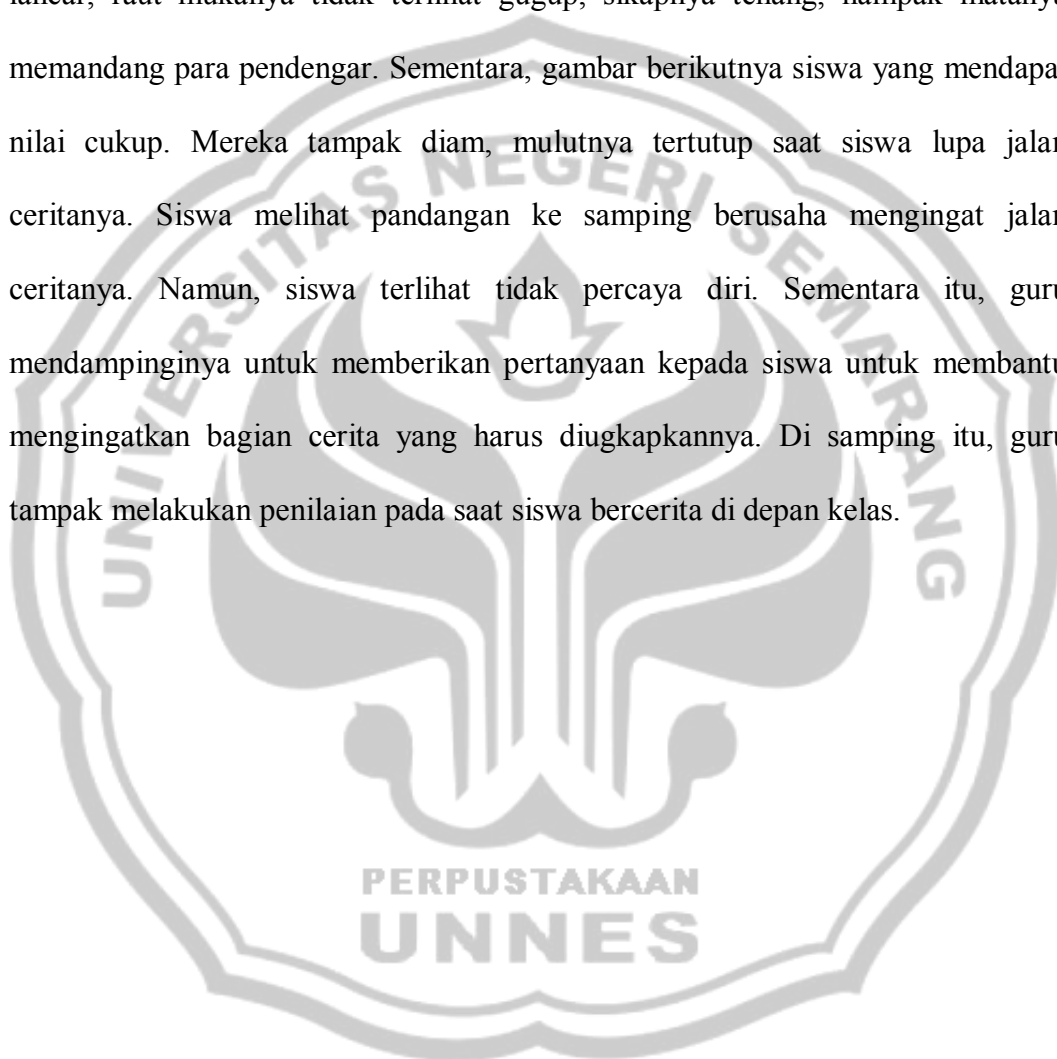 lancar, raut mukanya tidak terlihat gugup, sikapnya tenang, nampak matanya
memandang para pendengar. Sementara, gambar berikutnya siswa yang mendapa
nilai cukup. Mereka tampak diam, mulutnya tertutup saat siswa lupa jalan
ceritanya. Siswa melihat pandangan ke samping berusaha mengingat jalan
ceritanya. Namun, siswa terlihat tidak percaya diri. Sementara itu, guru
mendampinginya untuk memberikan pertanyaan kepada siswa untuk membantu
mengingatkan bagian cerita yang harus diugkapkannya. Di samping itu, guru
tampak melakukan penilaian pada saat siswa bercerita di depan kelas.
UNIVERSITAS NEGERI SEMARANG
PERPUSTAKAAN
UNNES